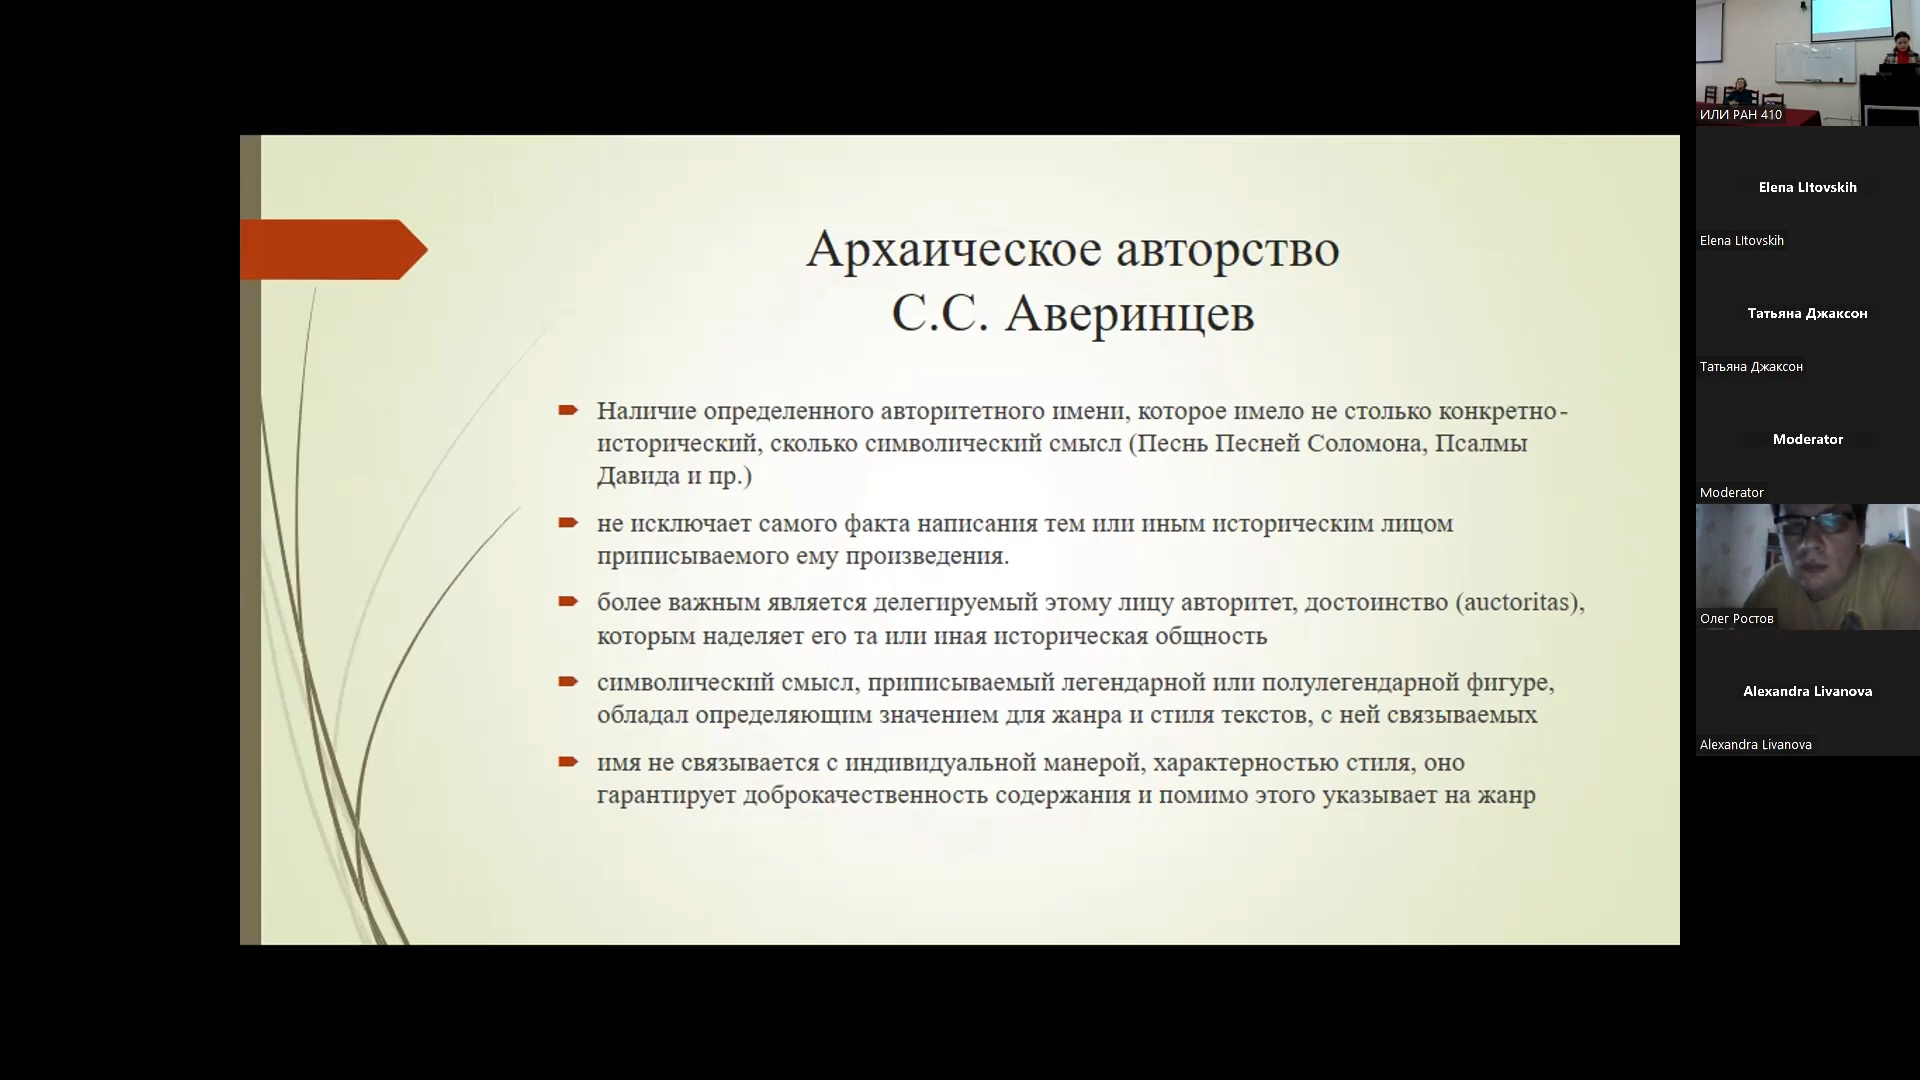 Архаическое авторство
С.С. Аверинцев
Наличие определенного авторитетного имени, которое имело не столько конкретно-
исторический, сколько символический смысл (Песнь Песней Соломона, Псалмы
Давида и пр.)
не исключает самого факта написания тем или иным историческим лицом
приписываемого ему произведения.
более важным является делегируемый этому лицу авторитет, достоинство (auctoritas),
которым наделяет его та или иная историческая общность
символический смысл, приписываемый легендарной или полулегендарной фигуре,
обладал определяющим значением для жанра и стиля текстов, с ней связываемых
имя не связывается с индивидуальной манерой, характерностью стиля, оно
гарантирует доброкачественность содержания и помимо этого указывает на жанр
ИЛИ РАН 410
Elena LItovskih
Elena LItovskih
Татьяна Джаксон
Татьяна Джаксон
Moderator
Moderator
Олег Ростов
Alexandra Livanova
Alexandra Livanova